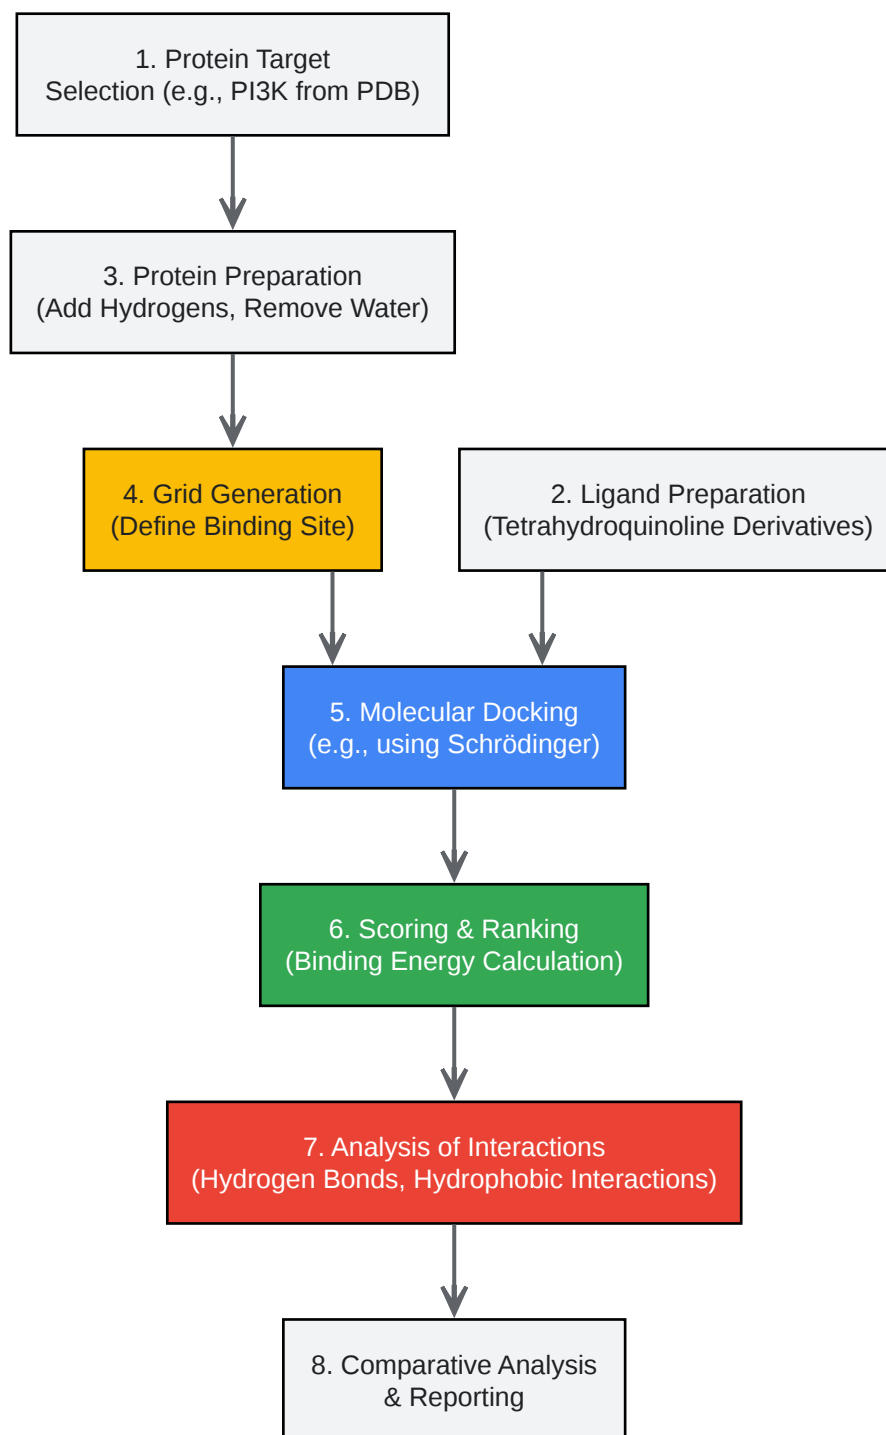 1. Protein Target
Selection (e.g., PI3K from PDB)
3. Protein Preparation
(Add Hydrogens, Remove Water)
4. Grid Generation
(Define Binding Site)
2. Ligand Preparation
(Tetrahydroquinoline Derivatives)
5. Molecular Docking
(e.g., using Schrödinger)
6. Scoring & Ranking
(Binding Energy Calculation)
7. Analysis of Interactions
(Hydrogen Bonds, Hydrophobic Interactions)
8. Comparative Analysis
& Reporting